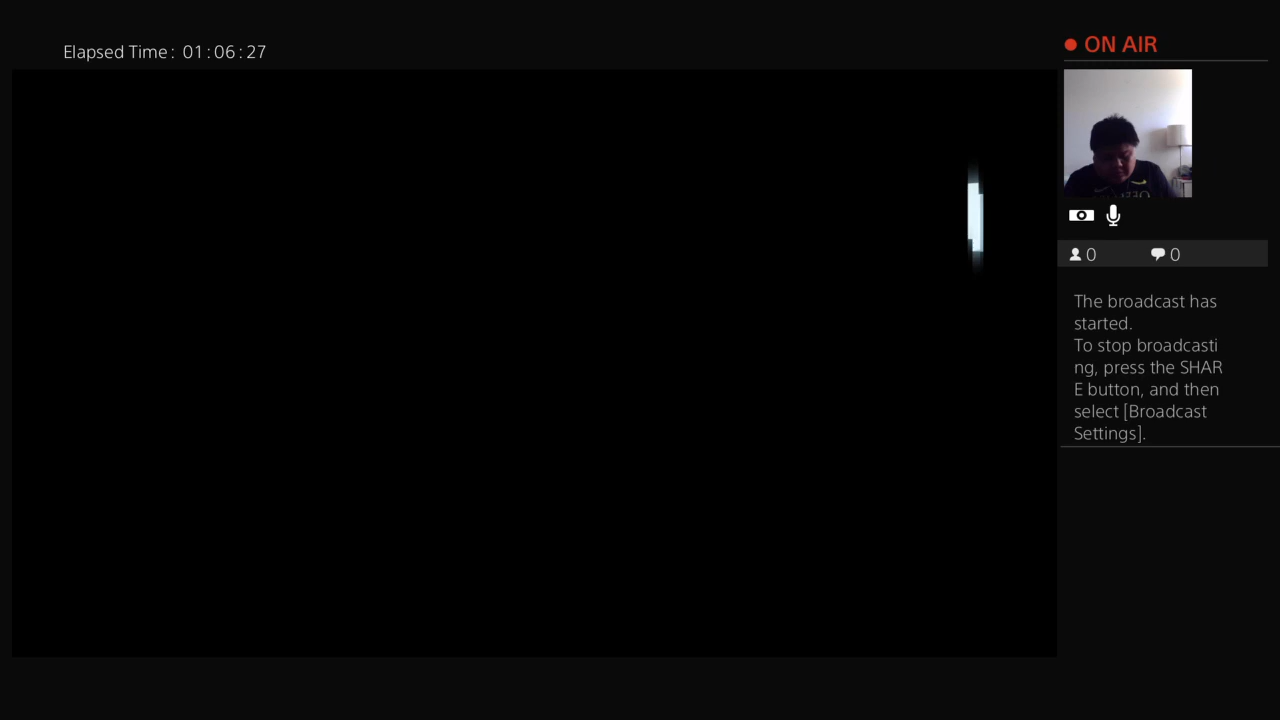 Elapsed Time: 01:06:27
ON AIR
0 0
The broadcast has
started.
To stop broadcasti
ng, press the SHAR
E button, and then
select [Broadcast
Settings].